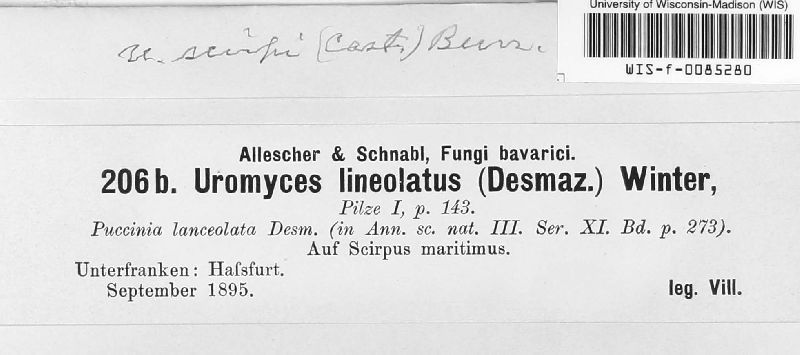 University of Wisconsin-Madison (WIS)
WIS-f-0085280
U. scirpi (Cast.) Burr.
Allescher & Schnabl, Fungi bavarici.
206b. Uromyces lineolatus (Desmaz.) Winter,
Pilze I, p. 143.
Puccinia lanceolata Desm. (in Ann. sc. nat. III. Ser. XI. Bd. p. 273).
Auf Scirpus maritimus.
Unterfranken: Haſsfurt.
September 1895.
leg. Vill.